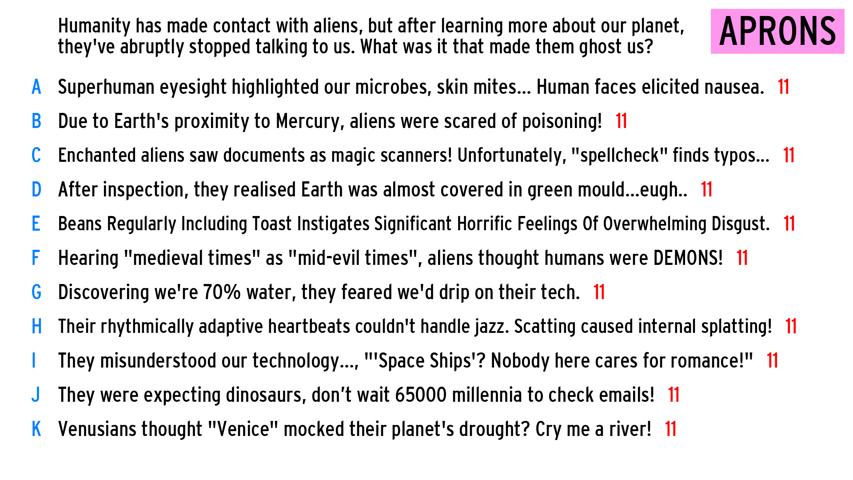 Humanity has made contact with aliens, but after learning more about our planet,
they've abruptly stopped talking to us. What was it that made them ghost us?
APRONS
A Superhuman eyesight highlighted our microbes, skin mites... Human faces elicited nausea. 11
B Due to Earth's proximity to Mercury, aliens were scared of poisoning! 11
C Enchanted aliens saw documents as magic scanners! Unfortunately, "spellcheck" finds typos... 11
D After inspection, they realised Earth was almost covered in green mould...eugh.. 11
E Beans Regularly Including Toast Instigates Significant Horrific Feelings Of Overwhelming Disgust. 11
F Hearing "medieval times" as "mid-evil times", aliens thought humans were DEMONS! 11
G Discovering we're 70% water, they feared we'd drip on their tech. 11
H Their rhythmically adaptive heartbeats couldn't handle jazz. Scatting caused internal splatting! 11
I They misunderstood our technology..., "'Space Ships'? Nobody here cares for romance!" 11
J They were expecting dinosaurs, don’t wait 65000 millennia to check emails! 11
K Venusians thought "Venice" mocked their planet's drought? Cry me a river! 11